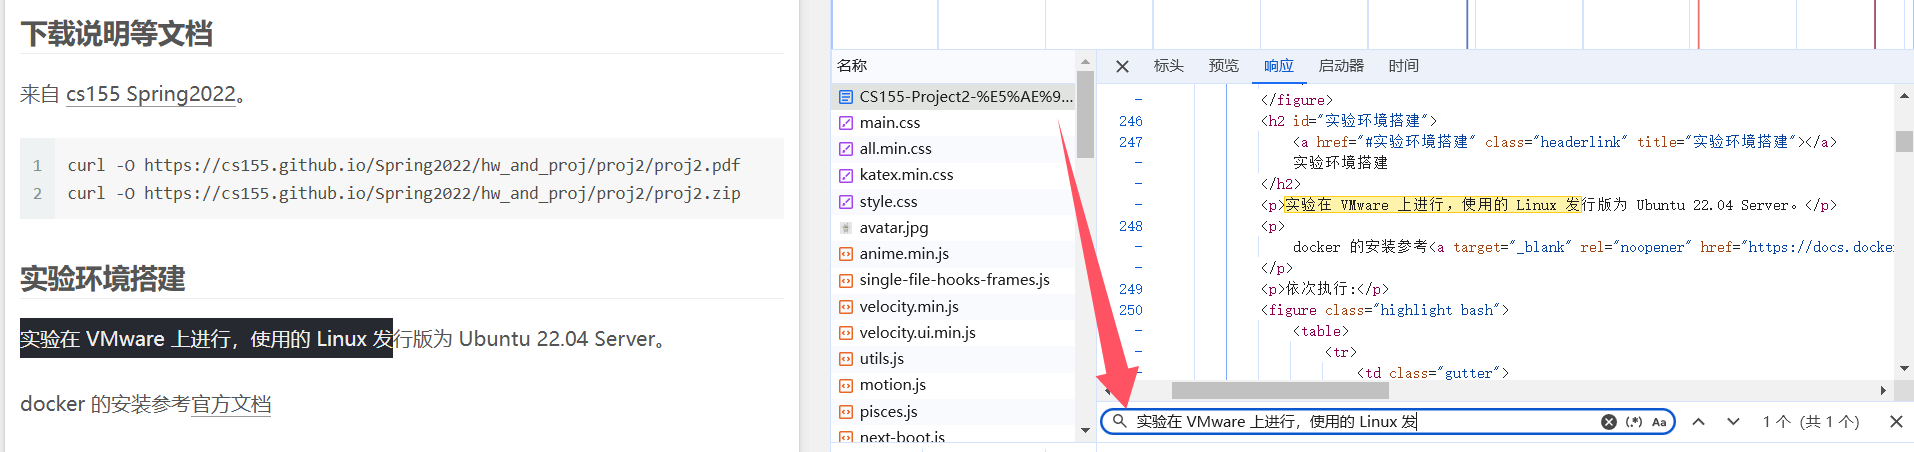 下载说明等文档
来自 cs155 Spring2022。
1 curl -O https://cs155.github.io/Spring2022/hw_and_proj/proj2/proj2.pdf
2 curl -O https://cs155.github.io/Spring2022/hw_and_proj/proj2/proj2.zip
实验环境搭建
实验在 VMware 上进行，使用的 Linux 发行版为 Ubuntu 22.04 Server。
docker 的安装参考官方文档
名称
CS155-Project2-%E5%AE%9...
main.css
all.min.css
katex.min.css
style.css
avatar.jpg
anime.min.js
single-file-hooks-frames.js
velocity.min.js
velocity.ui.min.js
utils.js
motion.js
pisces.js
next-boot.js
标头 预览 响应 启动器 时间
- </figure>
246 <h2 id="实验环境搭建">
247 <a href="#实验环境搭建" class="headerlink" title="实验环境搭建"></a>
- 实验环境搭建
- </h2>
- <p>实验在 VMware 上进行，使用的 Linux 发行版为 Ubuntu 22.04 Server。</p>
248 <p>
- docker 的安装参考<a target="_blank" rel="noopener" href="https://docs.docker
- </p>
249 <p>依次执行:</p>
250 <figure class="highlight bash">
- <table>
- <tr>
- <td class="gutter">
实验在 VMware 上进行，使用的 Linux 发 (.*) Aa 1 个 (共 1 个)